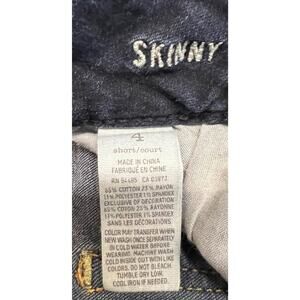 SKINNY
4
short/court
MADE IN CHINA
FABRIQUÉ EN CHINE
RN 54485 CA 03872
65% COTTON 23% RAYON
11% POLYESTER 1% SPANDEX
EXCLUSIVE OF DECORATION
65% COTON 23% RAYON
11% POLYESTER 1% SPANDEX
SANS LES DÉCORATIONS
COLOR MAY TRANSFER WHEN
NEW WASH ONCE SEPARATELY
IN COLD WATER BEFORE
WEARING. MACHINE WASH
COLD INSIDE OUT WITH LIKE
COLORS. DO NOT BLEACH.
TUMBLE DRY LOW.
COOL IRON IF NEEDED.